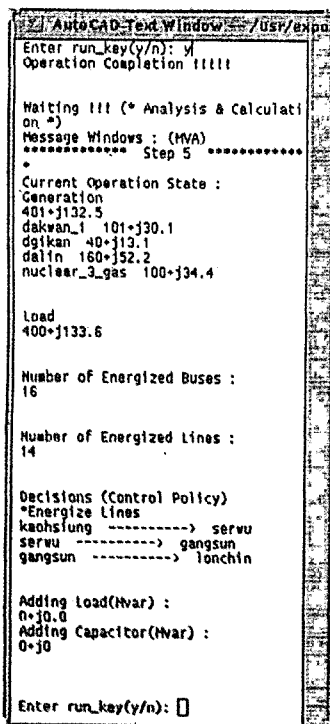 AutoCAD Text Window — /usr/expo
Enter run_key(y/n): y
Operation Completion !!!!!
Waiting !!! (* Analysis & Calculati
on *)
Message Windows : (MVA)
************ Step 5 ************
*
Current Operation State :
Generation
401+j132.5
dakwan_1 101+j30.1
dgikan 40+j13.1
dalin 160+j52.2
nuclear_3_gas 100+j34.4
Load
400+j133.6
Number of Energized Buses :
16
Number of Energized Lines :
14
Decisions (Control Policy)
*Energize Lines
kaohsiung ----------> serwu
serwu ----------> gangsun
gangsun ----------> lonchin
Adding Load(Mvar) :
0+j0.0
Adding Capacitor(Mvar) :
0+j0
Enter run_key(y/n):